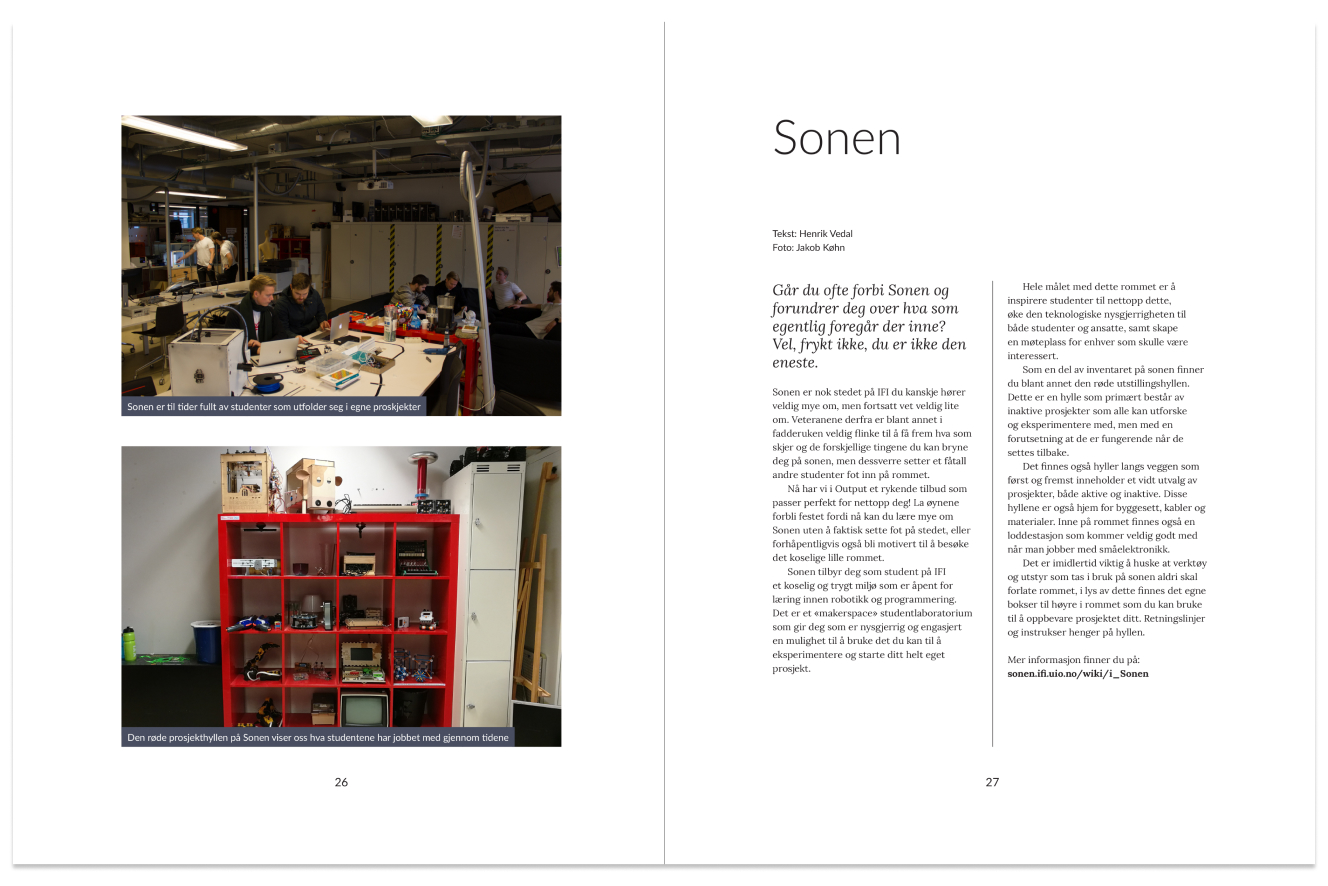 Sonen er til tider fullt av studenter som utfolder seg i egne proskjekter
Den røde prosjekthyllen på Sonen viser oss hva studentene har jobbet med gjennom tidene
26
Sonen
Tekst: Henrik Vedal
Foto: Jakob Køhn
Går du ofte forbi Sonen og
forundrer deg over hva som
egentlig foregår der inne?
Vel, frykt ikke, du er ikke den
eneste.
Sonen er nok stedet på IFI du kanskje hører
veldig mye om, men fortsatt vet veldig lite
om. Veteranene derfra er blant annet i
fadderuken veldig flinke til å få frem hva som
skjer og de forskjellige tingene du kan bryne
deg på sonen, men dessverre setter et fåtall
andre studenter fot inn på rommet.
Nå har vi i Output et rykende tilbud som
passer perfekt for nettopp deg! La øynene
forbli festet fordi nå kan du lære mye om
Sonen uten å faktisk sette fot på stedet, eller
forhåpentligvis også bli motivert til å besøke
det koselige lille rommet.
Sonen tilbyr deg som student på IFI
et koselig og trygt miljø som er åpent for
læring innen robotikk og programmering.
Det er et «makerspace» studentlaboratorium
som gir deg som er nysgjerrig og engasjert
en mulighet til å bruke det du kan til å
eksperimentere og starte ditt helt eget
prosjekt.
Hele målet med dette rommet er å
inspirere studenter til nettopp dette,
øke den teknologiske nysgjerrigheten til
både studenter og ansatte, samt skape
en møteplass for enhver som skulle være
interessert.
Som en del av inventaret på sonen finner
du blant annet den røde utstillingshyllen.
Dette er en hylle som primært består av
inaktive prosjekter som alle kan utforske
og eksperimentere med, men med en
forutsetning at de er fungerende når de
settes tilbake.
Det finnes også hyller langs veggen som
først og fremst inneholder et vidt utvalg av
prosjekter, både aktive og inaktive. Disse
hyllene er også hjem for byggesett, kabler og
materialer. Inne på rommet finnes også en
loddestasjon som kommer veldig godt med
når man jobber med småelektronikk.
Det er imidlertid viktig å huske at verktøy
og utstyr som tas i bruk på sonen aldri skal
forlate rommet, i lys av dette finnes det egne
bokser til høyre i rommet som du kan bruke
til å oppbevare prosjektet ditt. Retningslinjer
og instrukser henger på hyllen.
Mer informasjon finner du på:
sonen.ifi.uio.no/wiki/i_Sonen
27